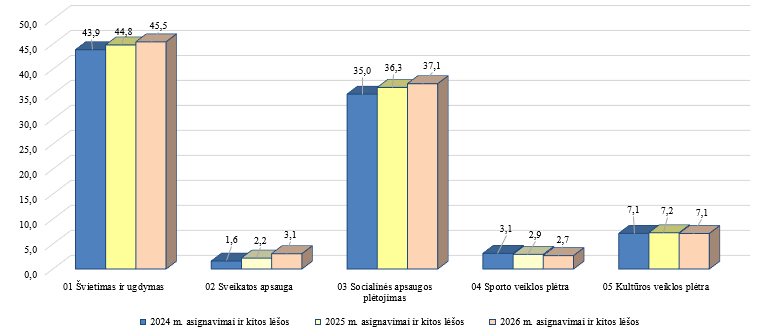 50,0
45,0
40,0
35,0
30,0
25,0
20,0
15,0
10,0
5,0
0,0
43,9 44,8 45,5
1,6 2,2 3,1
35,0 36,3 37,1
3,1 2,9 2,7
7,1 7,2 7,1
01 Švietimas ir ugdymas
02 Sveikatos apsauga
03 Socialinės apsaugos
plėtojimas
04 Sporto veiklos plėtra
05 Kultūros veiklos plėtra
2024 m. asignavimai ir kitos lėšos
2025 m. asignavimai ir kitos lėšos
2026 m. asignavimai ir kitos lėšos